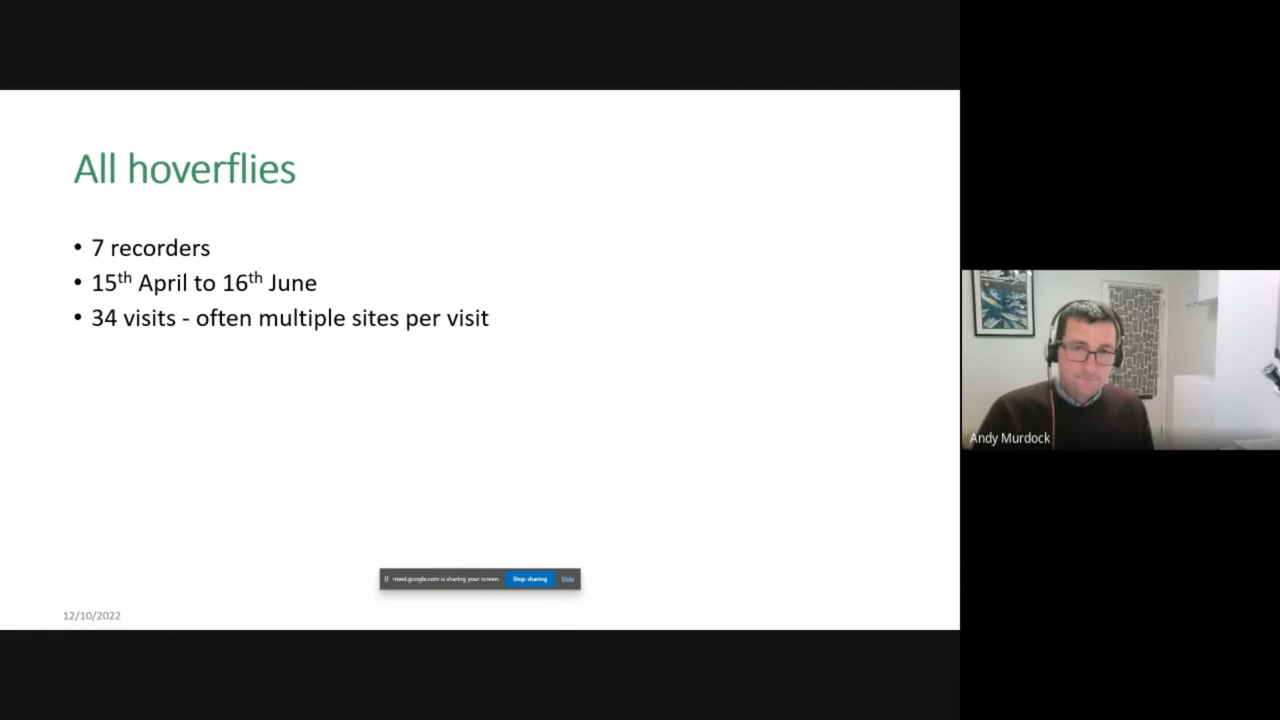 All hoverflies
• 7 recorders
• 15th April to 16th June
• 34 visits - often multiple sites per visit
meet.google.com is sharing your screen. Stop sharing Hide
12/10/2022
Andy Murdock